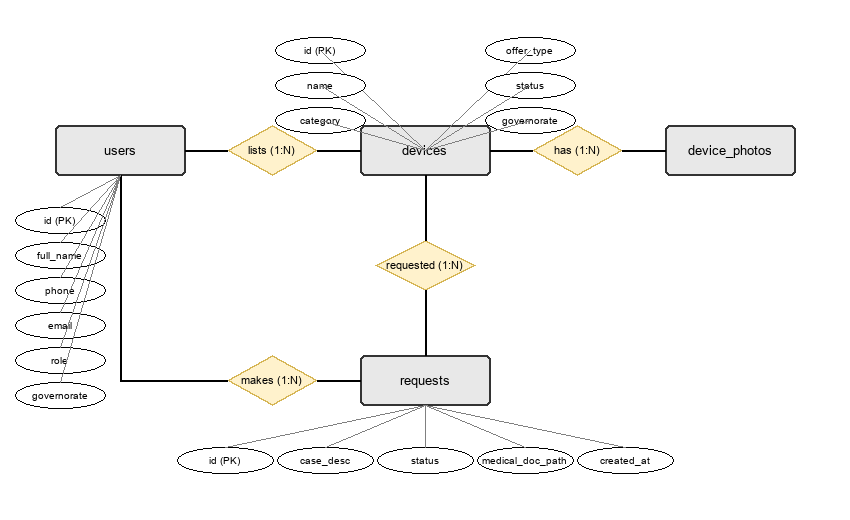 id (PK)
offer_type
name
status
category
governorate
users
lists (1:N)
devices
has (1:N)
device_photos
id (PK)
full_name
phone
email
role
governorate
requested (1:N)
makes (1:N)
requests
id (PK)
case_desc
status
medical_doc_path
created_at